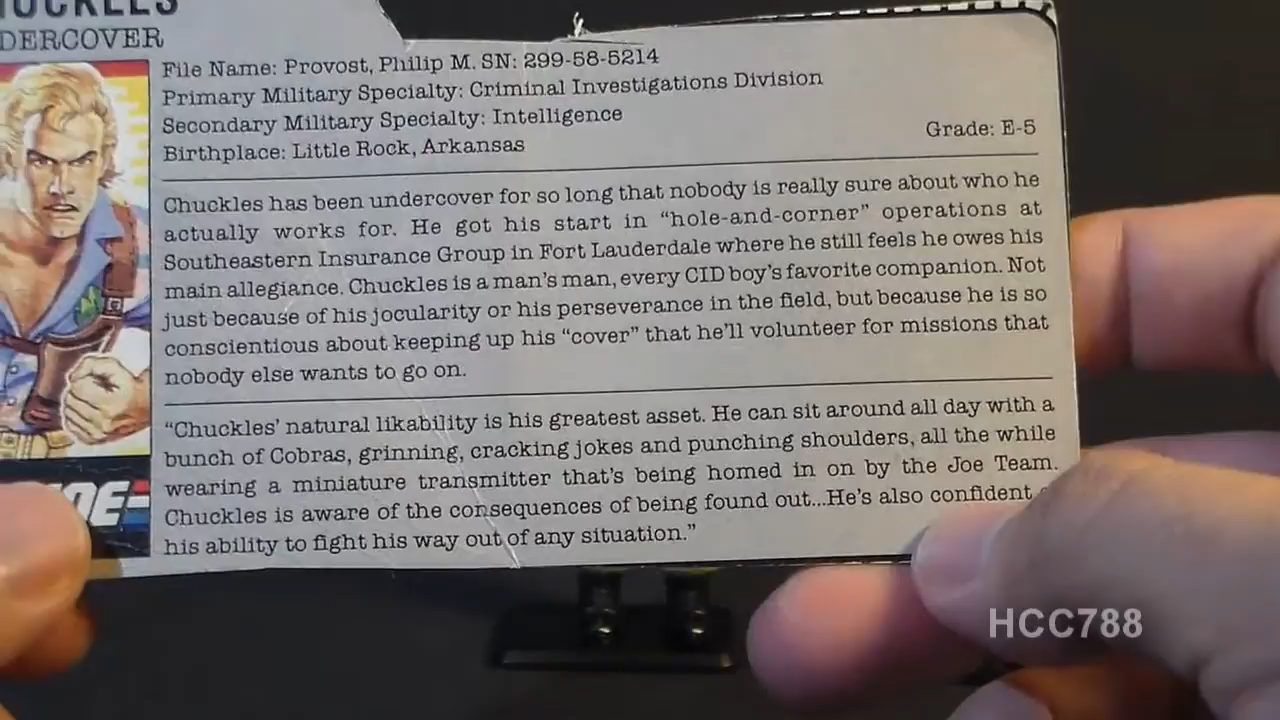 DERCOVER
File Name: Provost, Philip M. SN: 299-58-5214
Primary Military Specialty: Criminal Investigations Division
Secondary Military Specialty: Intelligence
Birthplace: Little Rock, Arkansas
Grade: E-5
Chuckles has been undercover for so long that nobody is really sure about who he
actually works for. He got his start in “hole-and-corner” operations at
Southeastern Insurance Group in Fort Lauderdale where he still feels he owes his
main allegiance. Chuckles is a man's man, every CID boy's favorite companion. Not
just because of his jocularity or his perseverance in the field, but because he is so
conscientious about keeping up his “cover” that he'll volunteer for missions that
nobody else wants to go on.
“Chuckles' natural likability is his greatest asset. He can sit around all day with a
bunch of Cobras, grinning, cracking jokes and punching shoulders, all the while
wearing a miniature transmitter that's being homed in on by the Joe Team.
Chuckles is aware of the consequences of being found out...He's also confident
his ability to fight his way out of any situation.”
OE
HCC788